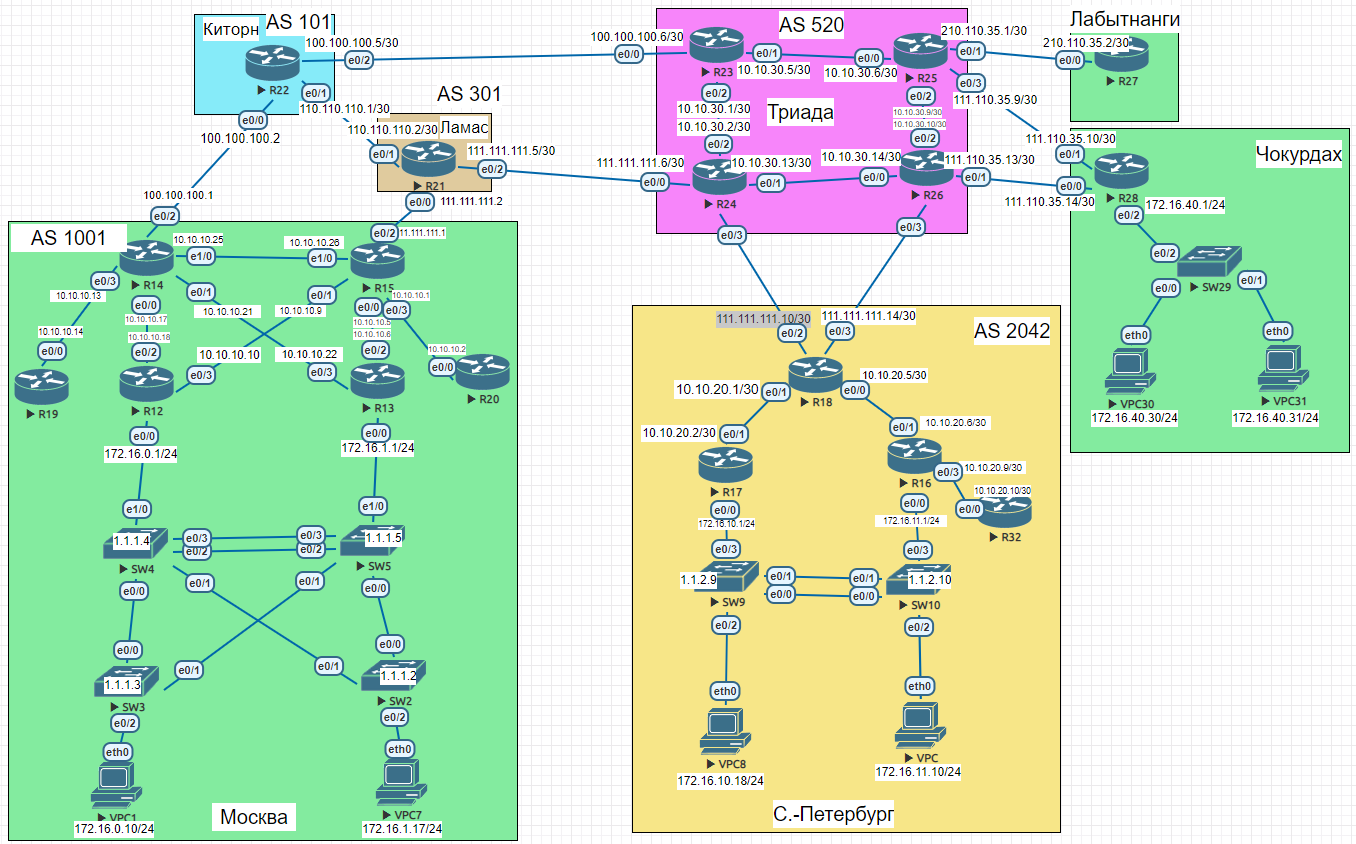 Киторн
AS 101
100.100.100.5/30
e0/2
R22
e0/1
110.110.110.1/30
e0/0
100.100.100.2
AS 301
Ламас
110.110.110.2/30
e0/1
R21
e0/2
111.111.111.5/30
e0/0
111.111.111.2
AS 520
100.100.100.6/30
e0/0
R23
e0/1
10.10.30.5/30
e0/2
10.10.30.1/30
10.10.30.2/30
e0/2
Триада
e0/0
10.10.30.6/30
R25
210.110.35.1/30
e0/1
e0/3
111.110.35.9/30
e0/2
10.10.30.9/30
10.10.30.10/30
e0/2
111.111.111.6/30
e0/0
R24
10.10.30.13/30
e0/1
10.10.30.14/30
e0/0
R26
111.110.35.13/30
e0/1
e0/3
e0/3
Лабытнанги
210.110.35.2/30
e0/0
R27
Чокурдах
111.110.35.10/30
e0/1
e0/0
111.110.35.14/30
R28
e0/2
172.16.40.1/24
e0/2
SW29
e0/0
e0/1
eth0
eth0
VPC30
172.16.40.30/24
VPC31
172.16.40.31/24
AS 1001
100.100.100.1
e0/2
R14
10.10.10.25
e1/0
10.10.10.26
e1/0
e0/2
111.111.111.1
R15
e0/3
10.10.10.13
10.10.10.14
e0/0
R19
e0/0
10.10.10.17
10.10.10.18
e0/2
e0/1
10.10.10.21
e0/1
10.10.10.9
e0/0
e0/3
10.10.10.1
10.10.10.5
10.10.10.6
e0/2
10.10.10.2
e0/0
R20
10.10.10.10
e0/3
10.10.10.22
e0/3
R12
R13
e0/0
172.16.0.1/24
e0/0
172.16.1.1/24
e1/0
e1/0
1.1.1.4
SW4
e0/3
e0/2
e0/3
e0/2
1.1.1.5
SW5
e0/0
e0/1
e0/1
e0/0
e0/0
e0/1
e0/1
e0/0
1.1.1.3
SW3
1.1.1.2
SW2
e0/2
e0/2
eth0
eth0
VPC1
172.16.0.10/24
VPC7
172.16.1.17/24
Москва
AS 2042
111.111.111.10/30
e0/2
111.111.111.14/30
e0/3
R18
10.10.20.1/30
e0/1
e0/0
10.10.20.5/30
10.10.20.2/30
e0/1
R17
e0/1
10.10.20.6/30
R16
e0/3
10.10.20.9/30
10.10.20.10/30
e0/0
R32
e0/0
172.16.10.1/24
e0/0
172.16.11.1/24
e0/3
e0/3
1.1.2.9
SW9
e0/1
e0/0
e0/1
e0/0
1.1.2.10
SW10
e0/2
e0/2
eth0
eth0
VPC8
172.16.10.18/24
VPC
172.16.11.10/24
С.-Петербург